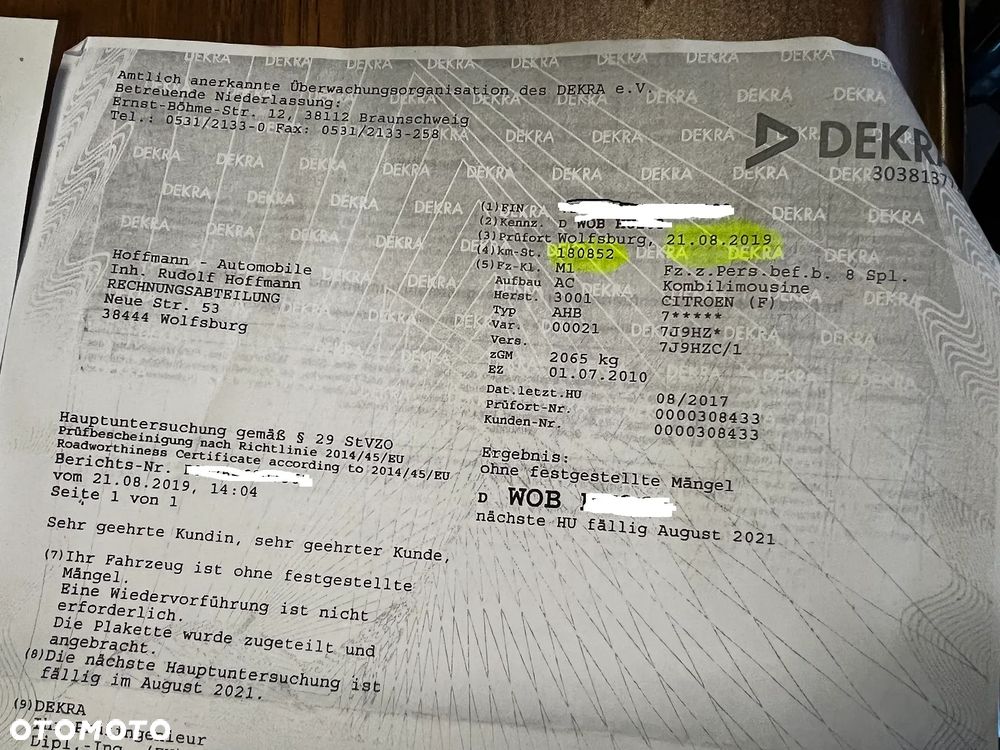 Amtlich anerkannte Überwachungsorganisation des DEKRA e.V.
Betreuende Niederlassung:
Ernst-Böhme-Str. 12, 38112 Braunschweig
Tel.: 0531/2133-0 Fax: 0531/2133-258
DEKRA
3038137
(1)FIN
(2)Kennz. D WOB
(3)Prüfort Wolfsburg, 21.08.2019
(4)km-St. 180852
(5)Fz-Kl. M1 Fz.z.Pers.bef.b. 8 Spl.
Aufbau AC Kombilimousine
Herst. 3001 CITROEN (F)
Typ AHB 7*****
Var. 00021 7J9HZ*
Vers. 7J9HZC/1
zGM 2065 kg
EZ 01.07.2010
Dat.letzt.HU 08/2017
Prüfort-Nr. 0000308433
Kunden-Nr. 0000308433
Hoffmann - Automobile
Inh. Rudolf Hoffmann
RECHNUNGSABTEILUNG
Neue Str. 53
38444 Wolfsburg
Hauptuntersuchung gemäß § 29 StVZO
Prüfbescheinigung nach Richtlinie 2014/45/EU
Roadworthiness Certificate according to 2014/45/EU
Berichts-Nr.
vom 21.08.2019, 14:04
Seite 1 von 1
Ergebnis:
ohne festgestellte Mängel
D WOB
nächste HU fällig August 2021
Sehr geehrte Kundin, sehr geehrter Kunde,
(7)Ihr Fahrzeug ist ohne festgestellte
Mängel.
Eine Wiedervorführung ist nicht
erforderlich.
Die Plakette wurde zugeteilt und
angebracht.
(8)Die nächste Hauptuntersuchung ist
fällig im August 2021.
(9)DEKRA
OTOMOTO
Dipl.-Ing.